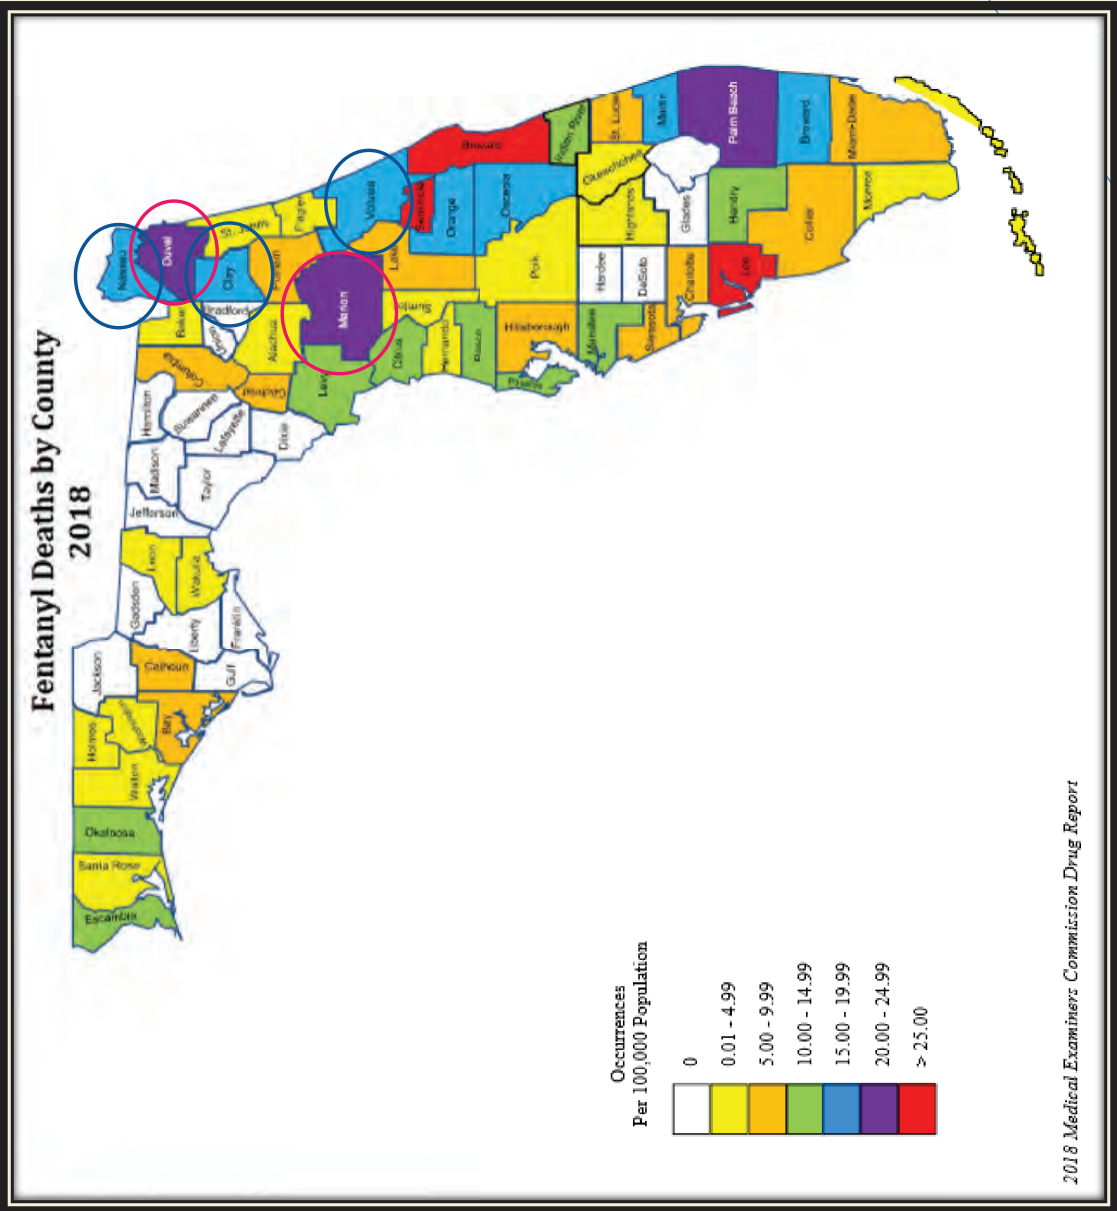 Fentanyl Deaths by County
2018
Escambia
Santa Rose
Okaloosa
Walton
Holmes
Washington
Bay
Jackson
Calhoun
Gulf
Gadsden
Liberty
Franklin
Leon
Wakulla
Jefferson
Madison
Taylor
Hamilton
Suwannee
Lafayette
Dixie
Columbia
Gilchrist
Baker
Union
Bradford
Alachua
Levy
Nassau
Duval
Clay
Putnam
Flagler
Marion
Citrus
Volusia
Lake
Sumter
Hernando
Pasco
Seminole
Orange
Brevard
Osceola
Polk
Hillsborough
Pinellas
Indian River
Okeechobee
Highlands
Hardee
Manatee
St. Lucie
Martin
DeSoto
Sarasota
Glades
Charlotte
Palm Beach
Hendry
Lee
Broward
Collier
Miami-Dade
Monroe
Occurrences
Per 100,000 Population
0
0.01 - 4.99
5.00 - 9.99
10.00 - 14.99
15.00 - 19.99
20.00 - 24.99
> 25.00
2018 Medical Examiners Commission Drug Report